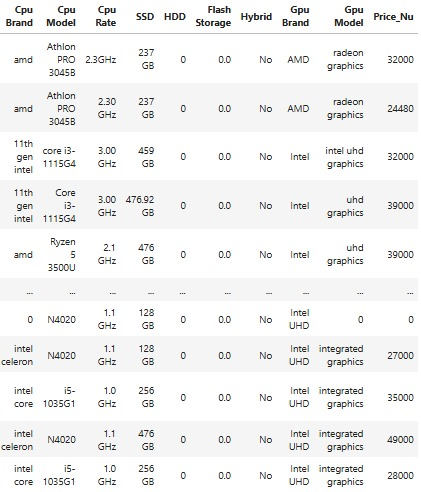 Cpu Brand Cpu Model Cpu Rate SSD HDD Flash Storage Hybrid Gpu Brand Gpu Model Price_Nu
amd Athlon PRO 3045B 2.3GHz 237 GB 0 0.0 No AMD radeon graphics 32000
amd Athlon PRO 3045B 2.30 GHz 237 GB 0 0.0 No AMD radeon graphics 24480
11th gen intel core i3-1115G4 3.00 GHz 459 GB 0 0.0 No Intel intel uhd graphics 32000
11th gen intel Core i3-1115G4 3.00 GHz 476.92 GB 0 0.0 No Intel uhd graphics 39000
amd Ryzen 5 3500U 2.1 GHz 476 GB 0 0.0 No Intel uhd graphics 39000
... ... ... ... ... ... ... ... ... ...
0 N4020 1.1 GHz 128 GB 0 0.0 No Intel UHD 0 0
intel celeron N4020 1.1 GHz 128 GB 0 0.0 No Intel UHD integrated graphics 27000
intel core i5-1035G1 1.0 GHz 256 GB 0 0.0 No Intel UHD integrated graphics 35000
intel celeron N4020 1.1 GHz 476 GB 0 0.0 No Intel UHD integrated graphics 49000
intel core i5-1035G1 1.0 GHz 256 GB 0 0.0 No Intel UHD integrated graphics 28000